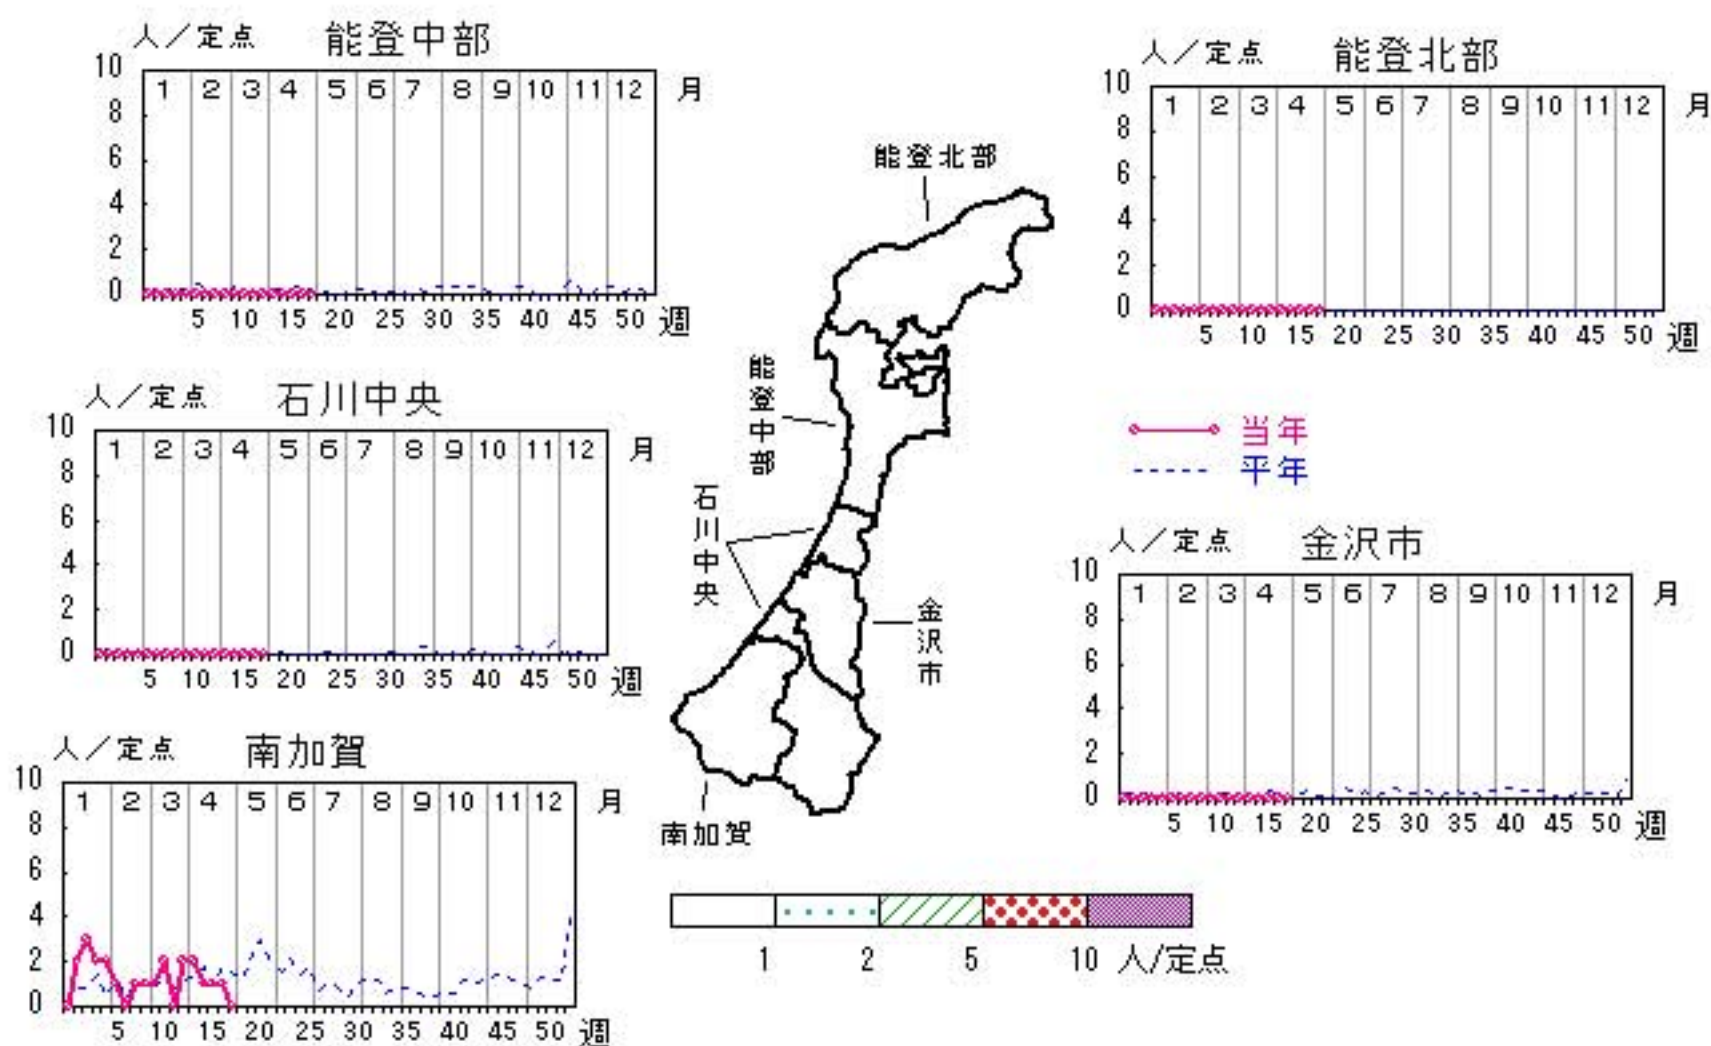 人／定点 能登中部
10 8 6 4 2 0
1 2 3 4 5 6 7 8 9 10 11 12 月
5 10 15 20 25 30 35 40 45 50 週
人／定点 能登北部
10 8 6 4 2 0
1 2 3 4 5 6 7 8 9 10 11 12 月
5 10 15 20 25 30 35 40 45 50 週
人／定点 石川中央
10 8 6 4 2 0
1 2 3 4 5 6 7 8 9 10 11 12 月
5 10 15 20 25 30 35 40 45 50 週
能登北部
能登中部
石川中央
金沢市
南加賀
当年
平年
人／定点 金沢市
10 8 6 4 2 0
1 2 3 4 5 6 7 8 9 10 11 12 月
5 10 15 20 25 30 35 40 45 50 週
人／定点 南加賀
10 8 6 4 2 0
1 2 3 4 5 6 7 8 9 10 11 12 月
5 10 15 20 25 30 35 40 45 50 週
1 2 5 10 人/定点